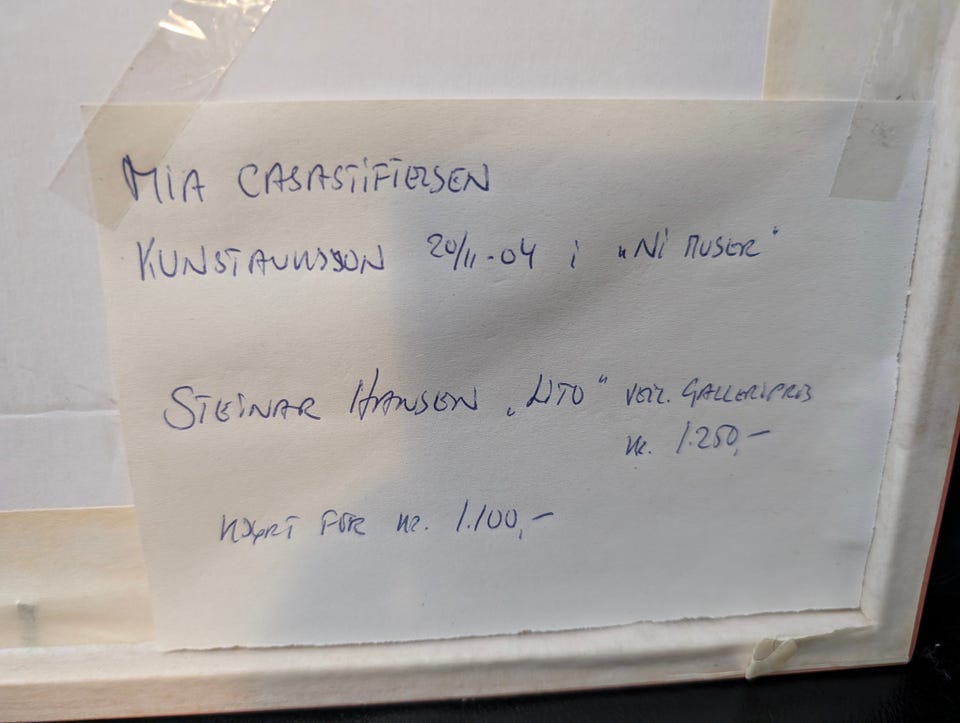 MIA CASASTIFTELSEN
KUNSTAUKSJON 20/11-04 i "NI MUSER"
STEINAR HANSEN "LITO" VEIL. GALLERIPRIS
KR. 1.250,-
KJØPT FOR KR. 1.100,-